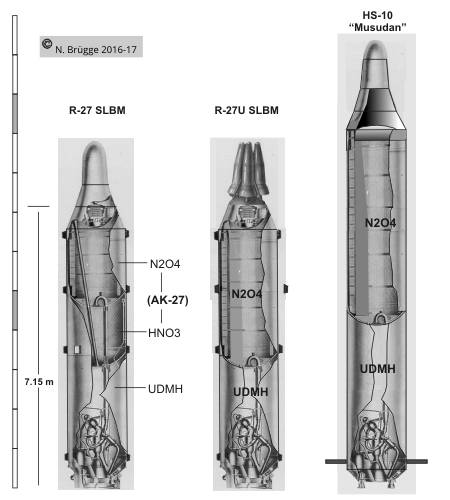 HS-10
"Musudan"
© N. Brügge 2016-17
R-27 SLBM
R-27U SLBM
N2O4
N2O4
N2O4
(AK-27)
HNO3
UDMH
UDMH
UDMH
7.15 m